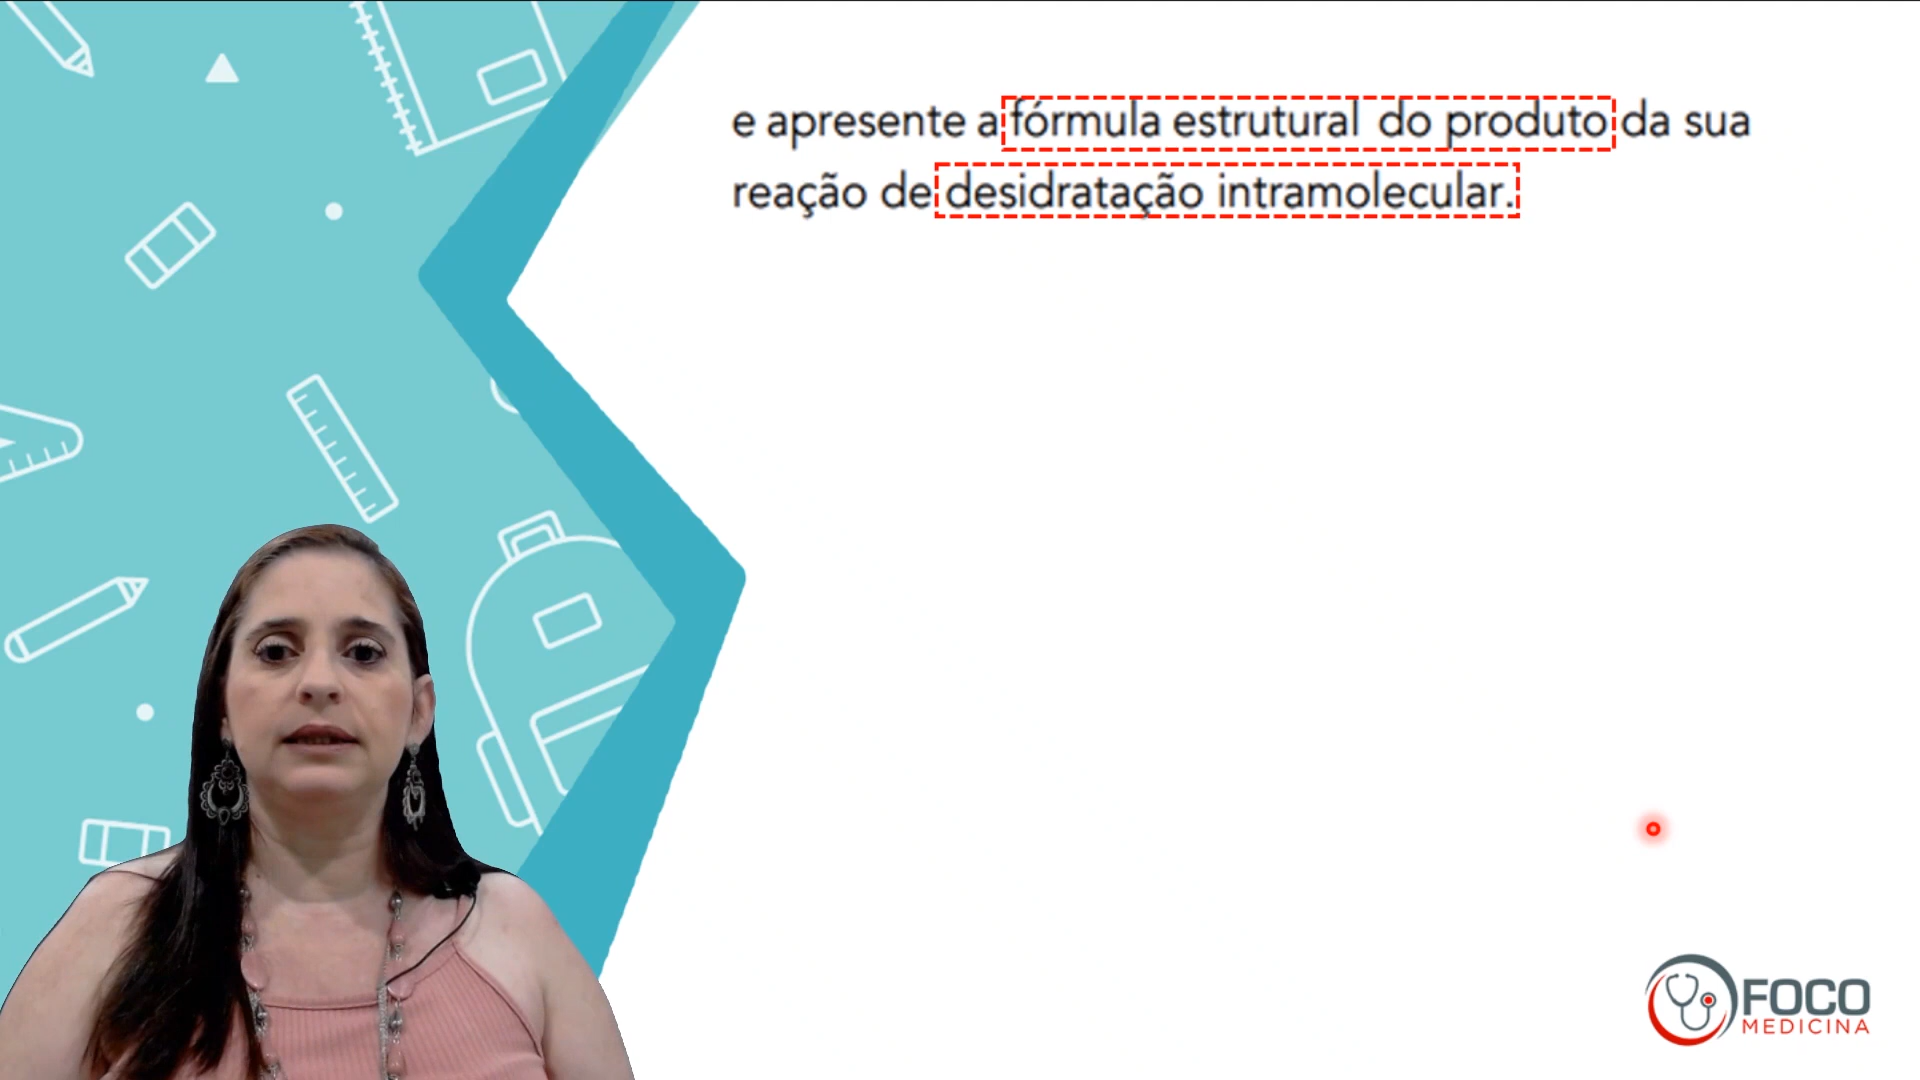 e apresente a fórmula estrutural do produto da sua
reação de desidratação intramolecular.
FOCO
MEDICINA